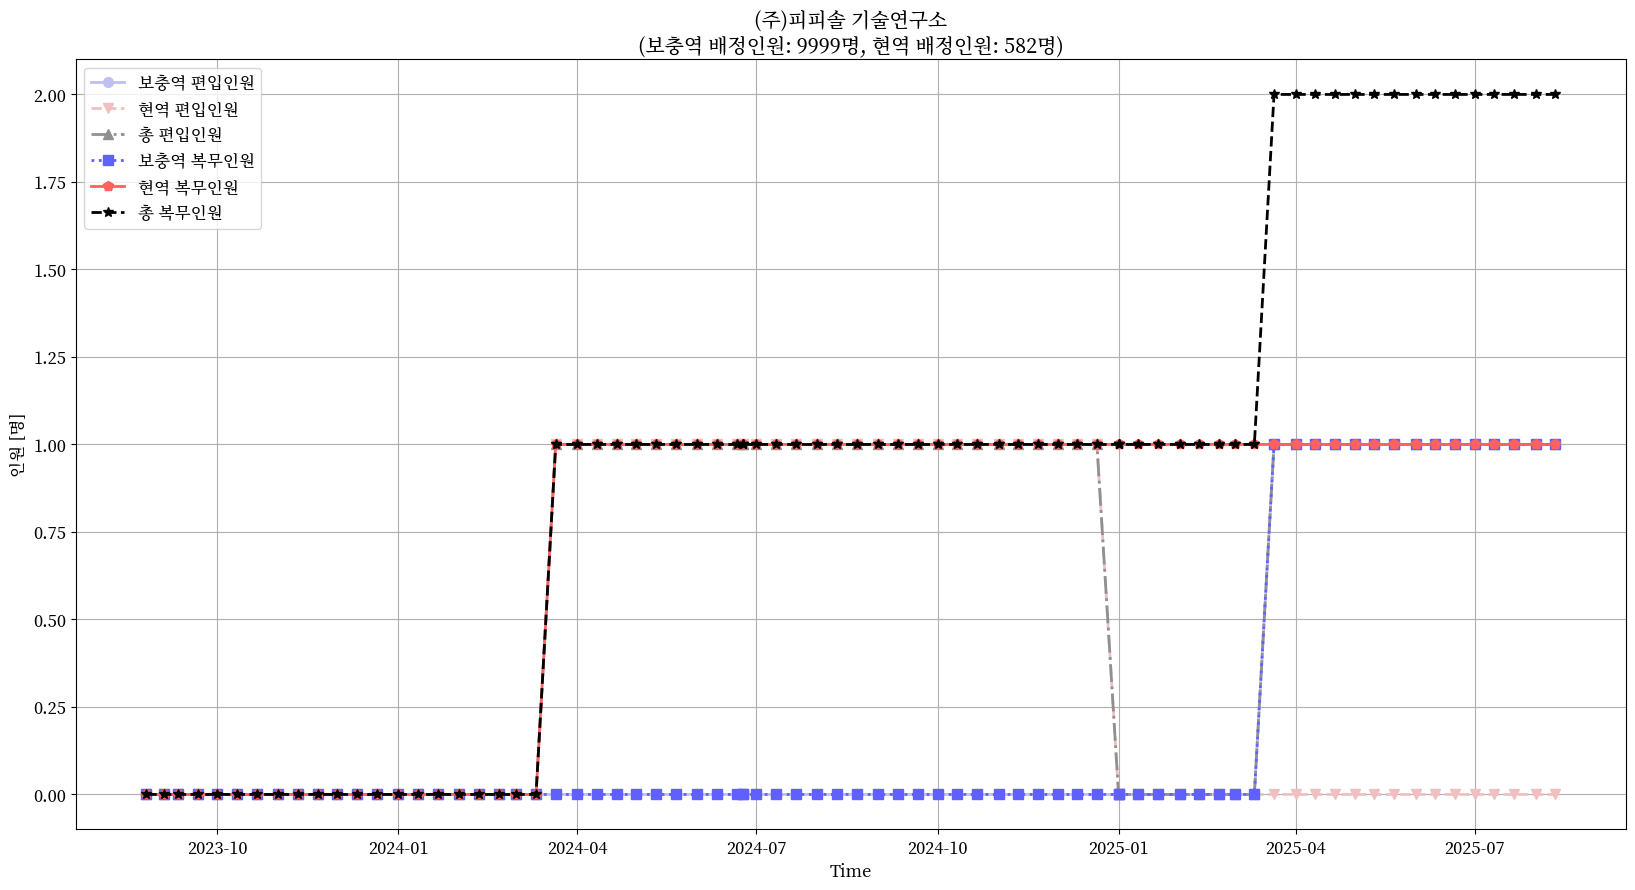 (주)피피솔 기술연구소
(보충역 배정인원: 9999명, 현역 배정인원: 582명)
보충역 편입인원
현역 편입인원
총 편입인원
보충역 복무인원
현역 복무인원
총 복무인원
2.00
1.75
1.50
1.25
1.00
0.75
0.50
0.25
0.00
인원 [명]
2023-10 2024-01 2024-04 2024-07 2024-10 2025-01 2025-04 2025-07
Time